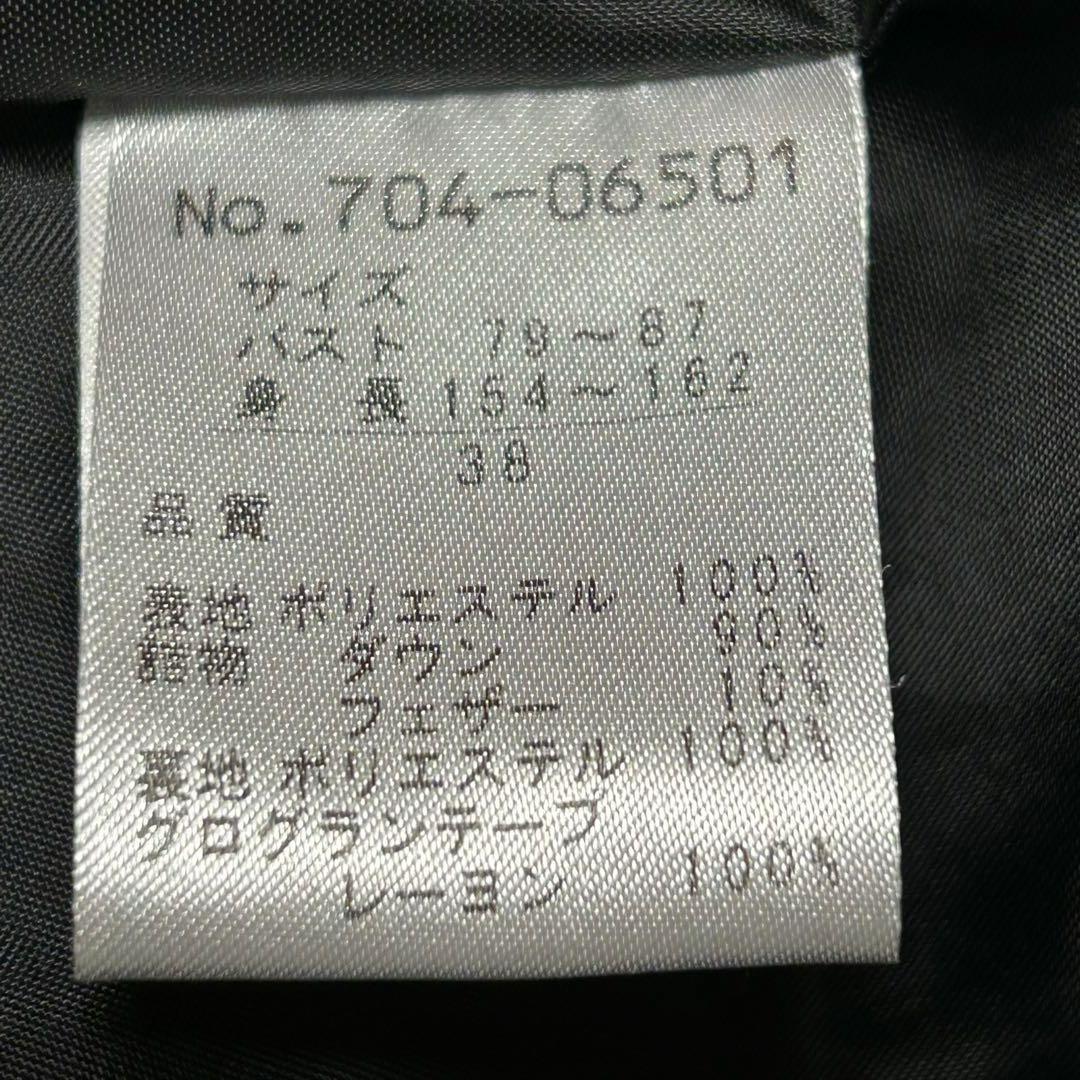 No. 704-06501
サイズ
バスト 79～87
身 長 154～162
38
品 質
表地 ポリエステル 100%
詰物 ダウン 90%
フェザー 10%
裏地 ポリエステル 100%
グログランテープ
レーヨン 100%